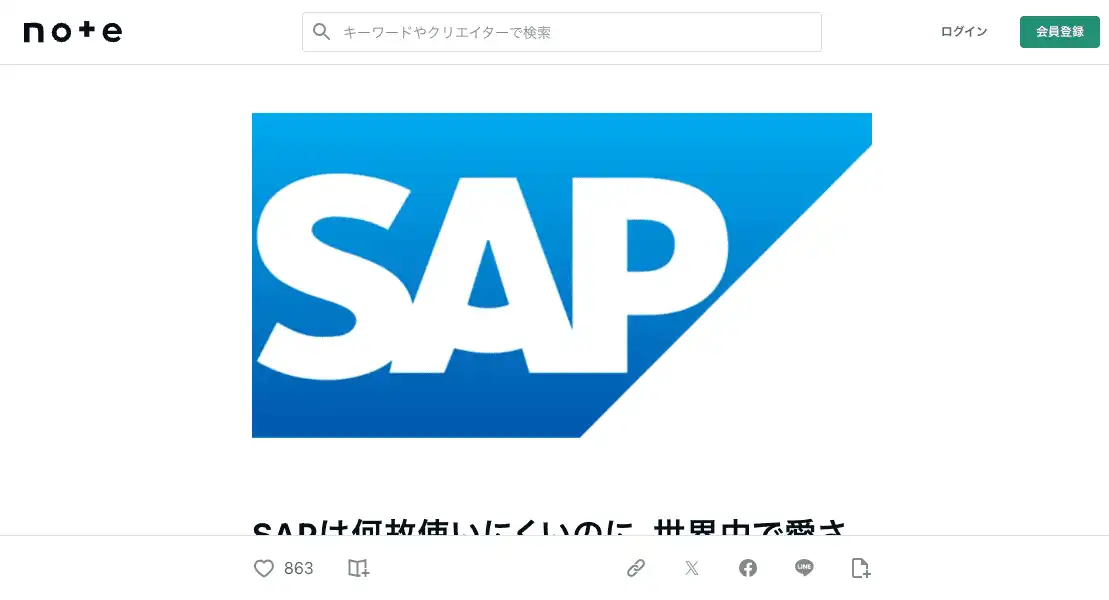 note
キーワードやクリエイターで検索
ログイン
会員登録
SAP
SAPは何故使いにくいのに、世界中で愛さ
863
LINE